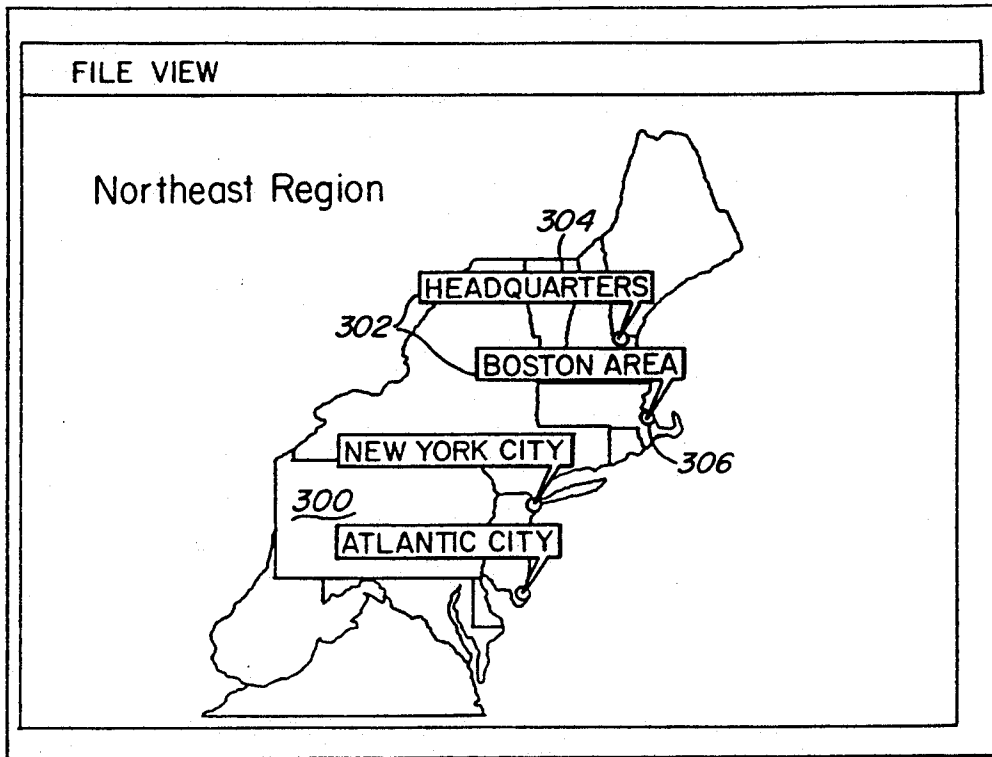 FILE VIEW
Northeast Region
304
HEADQUARTERS
302
BOSTON AREA
NEW YORK CITY
306
300
ATLANTIC CITY